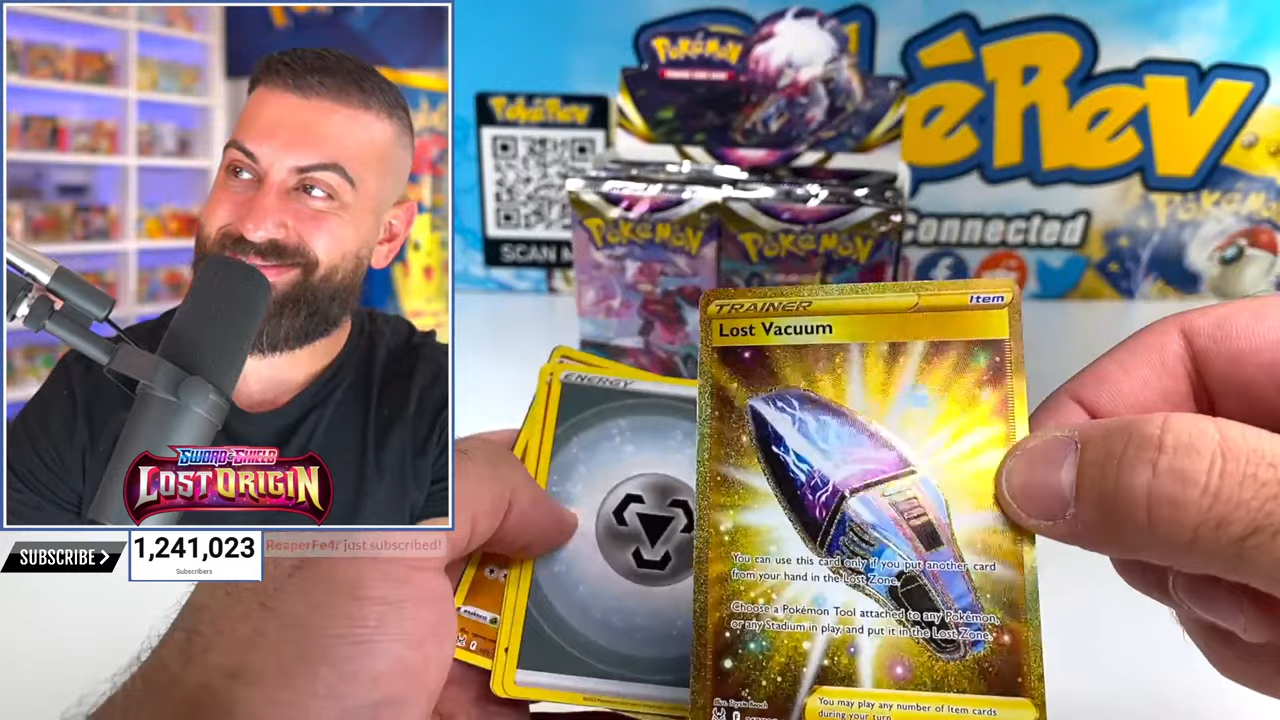 PokémoN
PokéRev
éRev
SCAN
Connected
PokémoN
PokémoN
PokémoN
TRAINER
Item
Lost Vacuum
ENERGY
You can use this card only if you put another card
from your hand in the Lost Zone.
Choose a Pokémon Tool attached to any Pokémon,
or any Stadium in play, and put it in the Lost Zone.
You may play any number of Item cards
during your turn.
SWORD & SHIELD
LOST ORIGIN
SUBSCRIBE
1,241,023
Subscribers
ReaperFe4r just subscribed!